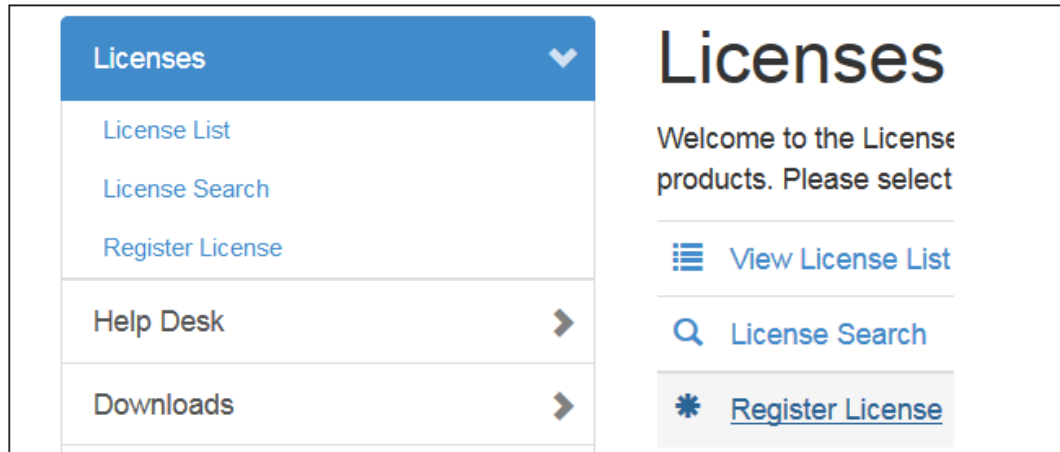 Licenses
License List
License Search
Register License
Help Desk
Downloads
Licenses
Welcome to the License
products. Please select
View License List
License Search
Register License